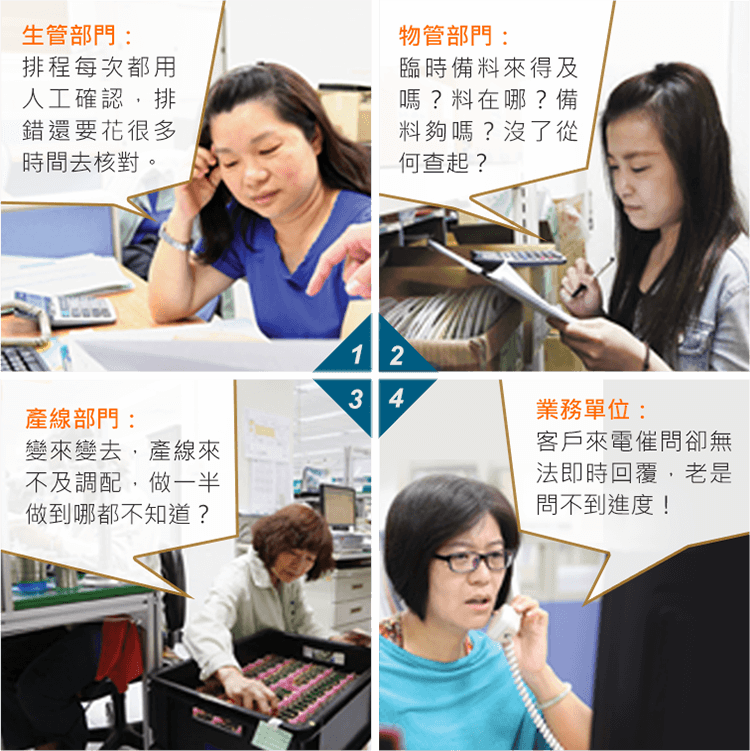 生管部門：
排程每次都用
人工確認，排
錯還要花很多
時間去核對。
物管部門：
臨時備料來得及
嗎？料在哪？備
料夠嗎？沒了從
何查起？
1
2
3
4
產線部門：
變來變去，產線來
不及調配，做一半
做到哪都不知道？
業務單位：
客戶來電催問卻無
法即時回覆，老是
問不到進度！